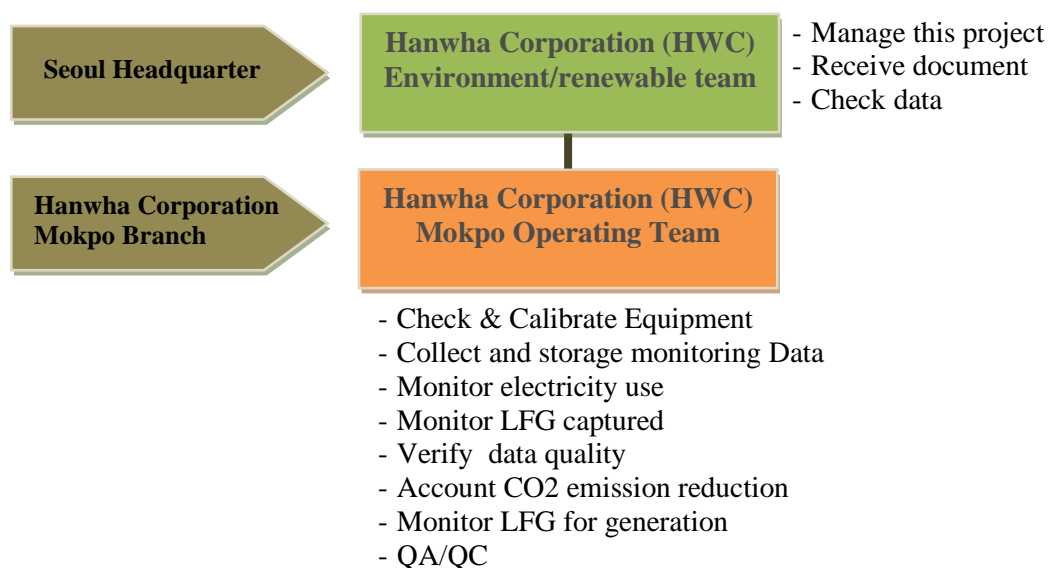 Seoul Headquarter
Hanwha Corporation (HWC)
Environment/renewable team
- Manage this project
- Receive document
- Check data
Hanwha Corporation
Mokpo Branch
Hanwha Corporation (HWC)
Mokpo Operating Team
- Check & Calibrate Equipment
- Collect and storage monitoring Data
- Monitor electricity use
- Monitor LFG captured
- Verify  data quality
- Account CO2 emission reduction
- Monitor LFG for generation
- QA/QC